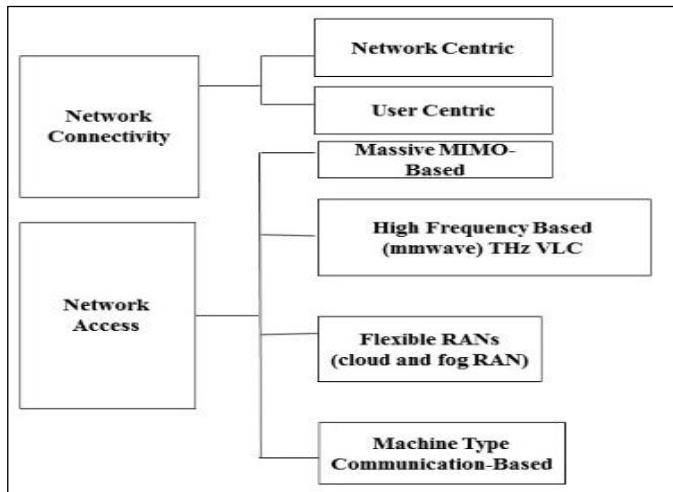 Network Centric
Network
Connectivity
User Centric
Massive MIMO-
Based
High Frequency Based
(mmwave) THz VLC
Network
Access
Flexible RANs
(cloud and fog RAN)
Machine Type
Communication-Based